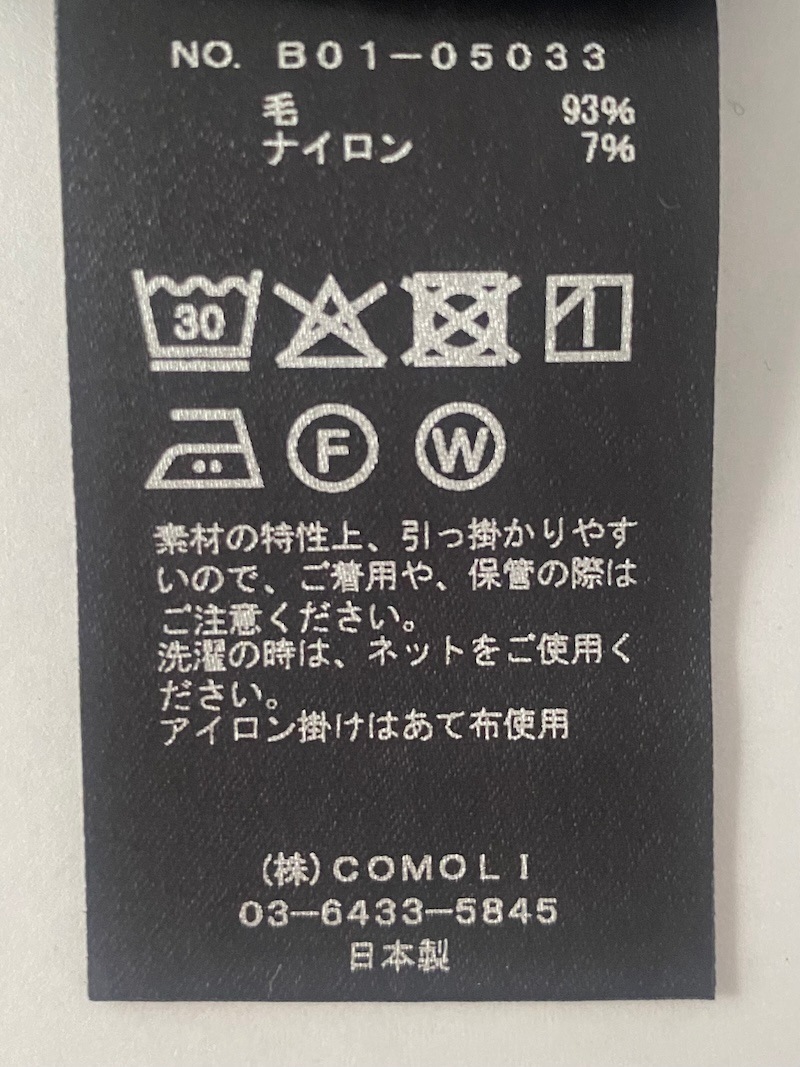 NO. B01-05033
毛 93%
ナイロン 7%
30
F W
素材の特性上、引っ掛かりやす
いので、ご着用や、保管の際は
ご注意ください。
洗濯の時は、ネットをご使用く
ださい。
アイロン掛けはあて布使用
(株)COMOLI
03-6433-5845
日本製